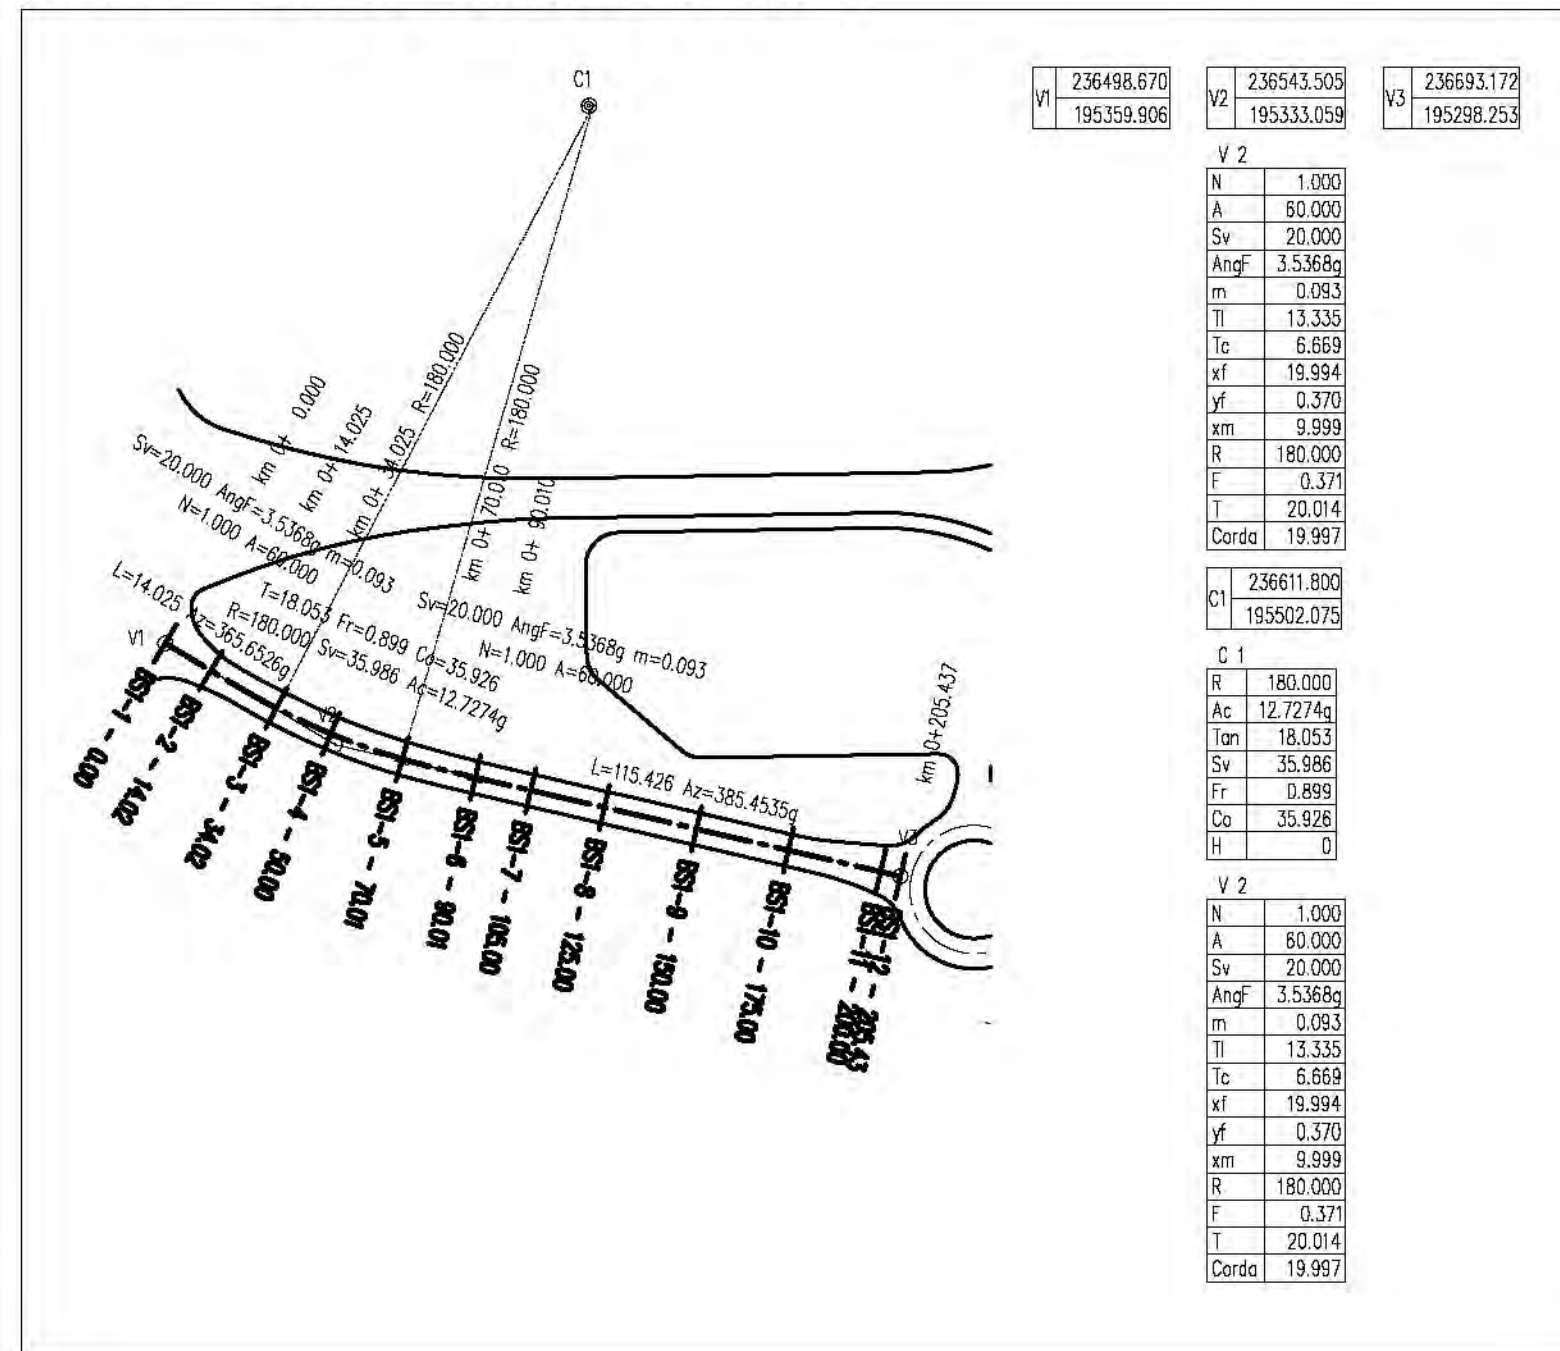 C1
V1 236498.670
195359.906
V2 236543.505
195333.059
V3 236693.172
195298.253
V 2
N 1.000
A 60.000
Sv 20.000
AngF 3.5368g
m 0.093
Tl 13.335
Tc 6.669
xf 19.994
yf 0.370
xm 9.999
R 180.000
F 0.371
T 20.014
Corda 19.997
C1 236611.800
195502.075
C 1
R 180.000
Ac 12.7274g
Tan 18.053
Sv 35.986
Fr 0.899
Co 35.926
H 0
V 2
N 1.000
A 60.000
Sv 20.000
AngF 3.5368g
m 0.093
Tl 13.335
Tc 6.669
xf 19.994
yf 0.370
xm 9.999
R 180.000
F 0.371
T 20.014
Corda 19.997
km 0+ 0.000
km 0+ 14.025
km 0+ 34.025 R=180.000
km 0+ 70.010 R=180.000
km 0+ 90.010
Sv=20.000 AngF=3.5368g m=0.093
N=1.000 A=60.000
L=14.025 Az=365.6526g
T=18.053 Fr=0.899 Co=35.926
R=180.000 Sv=35.986 Ac=12.7274g
Sv=20.000 AngF=3.5368g m=0.093
N=1.000 A=60.000
km 0+205.437
L=115.426 Az=385.4535g
V1
V2
V3
BS1-1 - 0.00
BS1-2 - 14.02
BS1-3 - 34.02
BS1-4 - 50.00
BS1-5 - 70.01
BS1-6 - 90.01
BS1-7 - 105.00
BS1-8 - 125.00
BS1-9 - 150.00
BS1-10 - 175.00
BS1-11 - 200.00
BS1-12 - 205.43